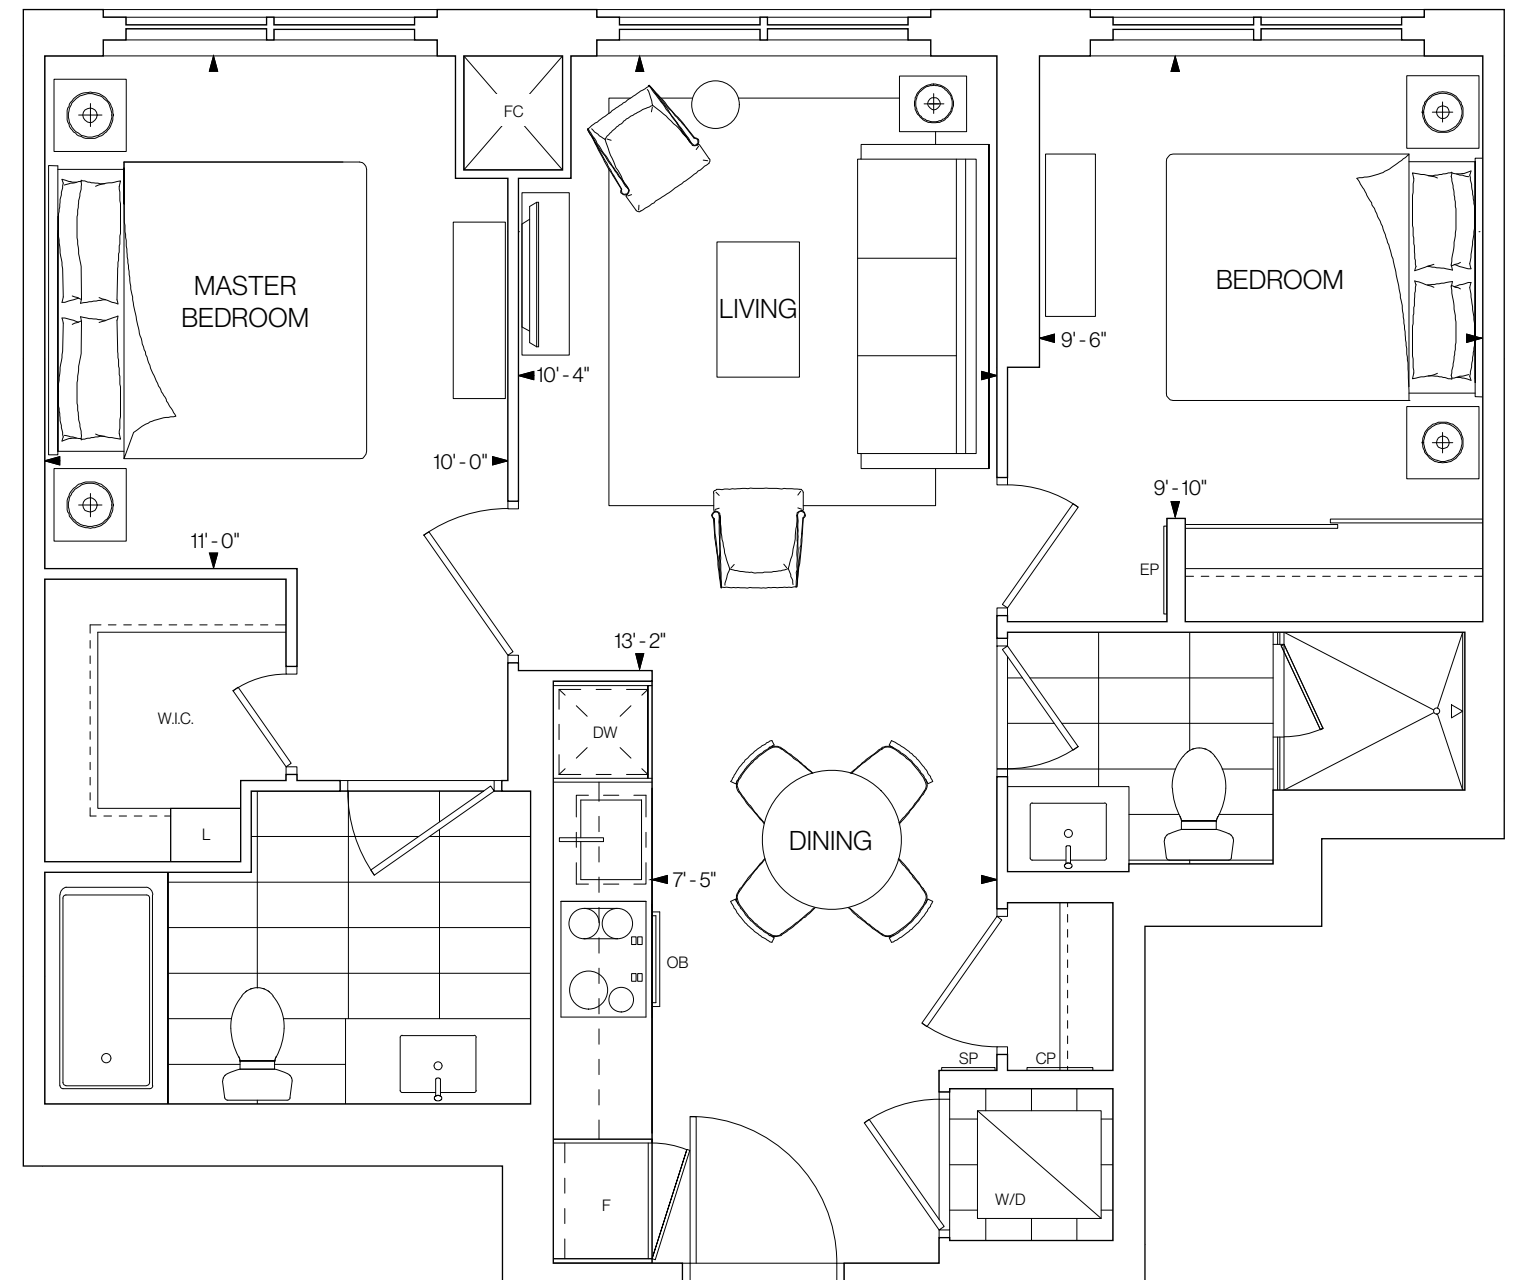 FC
MASTER
BEDROOM
LIVING
BEDROOM
9'-6"
10'-4"
10'-0"
9'-10"
11'-0"
EP
13'-2"
W.I.C.
DW
L
DINING
7'-5"
OB
SP
CP
F
W/D